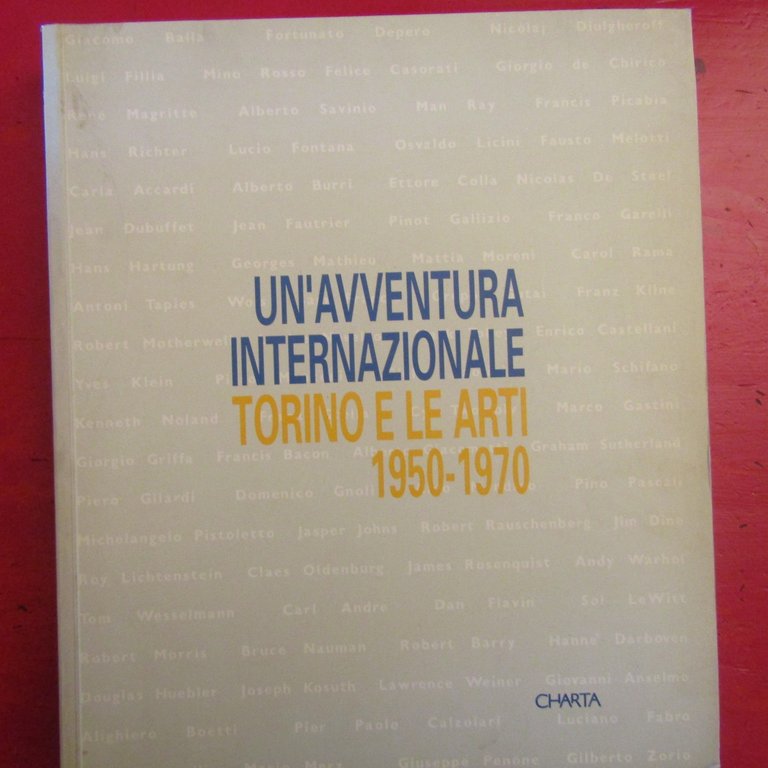 Giacomo Balla Fortunato Depero Nicolaj Diulgheroff
Luigi Fillia Mino Rosso Felice Casorati Giorgio de Chirico
René Magritte Alberto Savinio Man Ray Francis Picabia
Hans Richter Lucio Fontana Osvaldo Licini Fausto Melotti
Carla Accardi Alberto Burri Ettore Colla Nicolas De Stael
Jean Dubuffet Jean Fautrier Pinot Gallizio Franco Garelli
Hans Hartung Georges Mathieu Mattia Moreni Carol Rama
UN'AVVENTURA
Antoni Tapies Wols Franz Kline
Robert Motherwell Enrico Castellani
INTERNAZIONALE
Yves Klein Mario Schifano
TORINO E LE ARTI
Kenneth Noland Marco Gastini
Giorgio Griffa Francis Bacon Graham Sutherland
1950-1970
Piero Gilardi Domenico Gnoli Pino Pascali
Michelangelo Pistoletto Jasper Johns Robert Rauschenberg Jim Dine
Roy Lichtenstein Claes Oldenburg James Rosenquist Andy Warhol
Tom Wesselmann Carl Andre Dan Flavin Sol LeWitt
Robert Morris Bruce Nauman Robert Barry Hanne Darboven
Douglas Huebler Joseph Kosuth Lawrence Weiner Giovanni Anselmo
CHARTA
Alighiero Boetti Pier Paolo Calzolari Luciano Fabro
Mario Merz Giuseppe Penone Gilberto Zorio